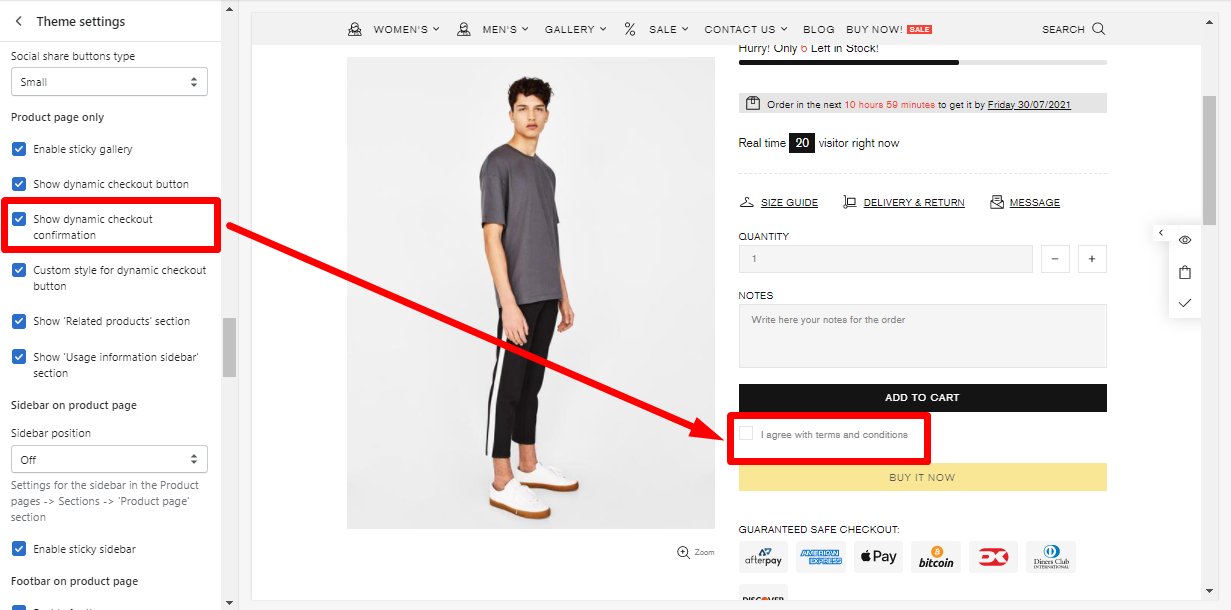 Theme settings
Social share buttons type
Small
Product page only
Enable sticky gallery
Show dynamic checkout button
Show dynamic checkout
confirmation
Custom style for dynamic checkout
button
Show 'Related products' section
Show 'Usage information sidebar'
section
Sidebar on product page
Sidebar position
Off
Settings for the sidebar in the Product
pages -> Sections -> 'Product page'
section
Enable sticky sidebar
Footbar on product page
WOMEN'S MEN'S GALLERY % SALE CONTACT US BLOG BUY NOW! SALE SEARCH
Hurry! Only 6 Left in Stock!
Order in the next 10 hours 59 minutes to get it by Friday 30/07/2021
Real time 20 visitor right now
SIZE GUIDE DELIVERY & RETURN MESSAGE
QUANTITY
1 − +
NOTES
Write here your notes for the order
ADD TO CART
I agree with terms and conditions
BUY IT NOW
Zoom
GUARANTEED SAFE CHECKOUT:
afterpay AMERICAN EXPRESS Pay bitcoin Diners Club INTERNATIONAL
DISCOVER